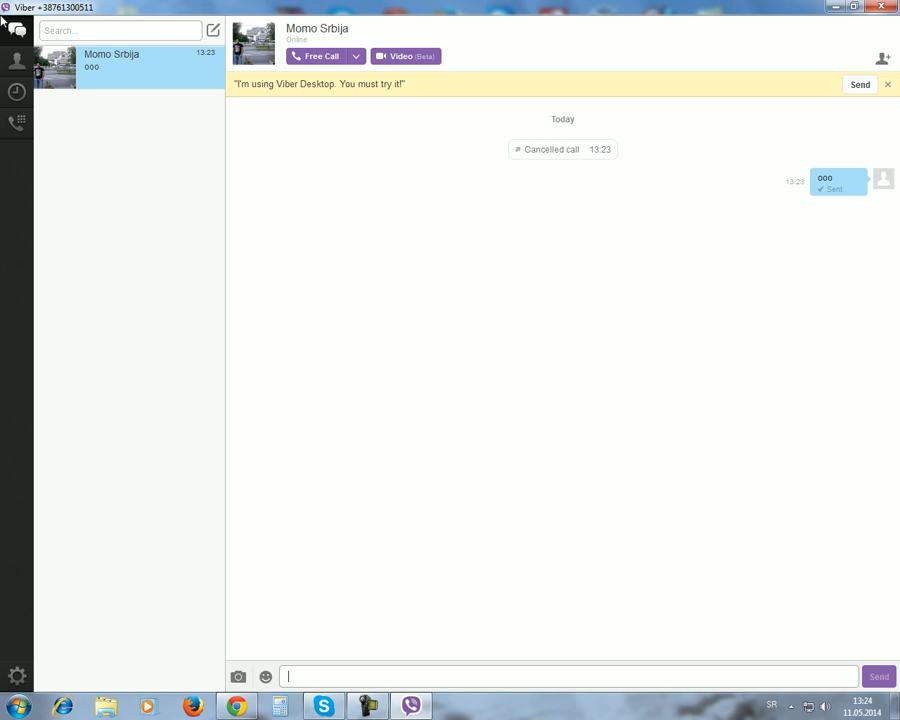 Viber +38761300511
Search...
Momo Srbija 13:23
ooo
Momo Srbija
Online
Free Call
Video (Beta)
"I'm using Viber Desktop. You must try it!" Send
Today
Cancelled call 13:23
13:23 ooo
Sent
Send
SR
13:24
11.05.2014